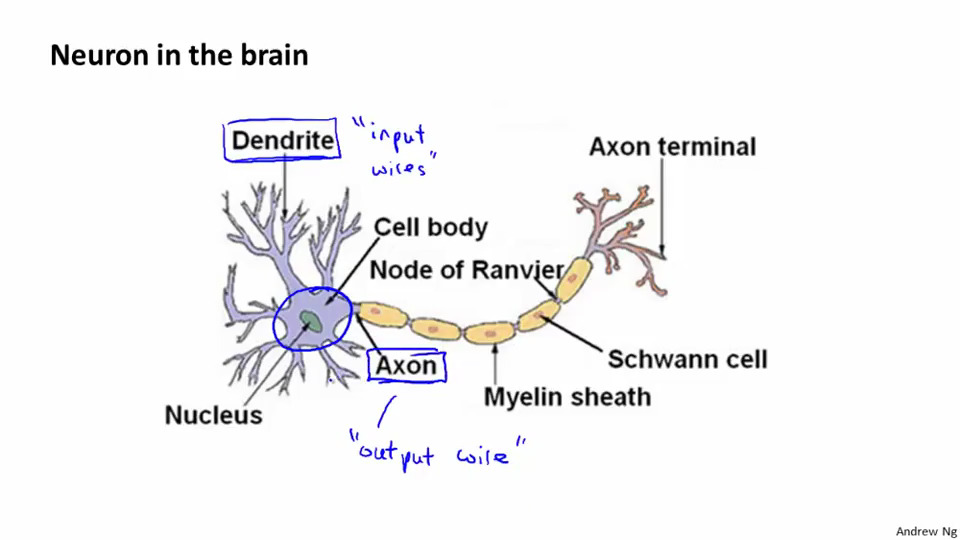 Neuron in the brain
Dendrite
"input
wires"
Axon terminal
Cell body
Node of Ranvier
Axon
Schwann cell
Myelin sheath
Nucleus
"output wire"
Andrew Ng